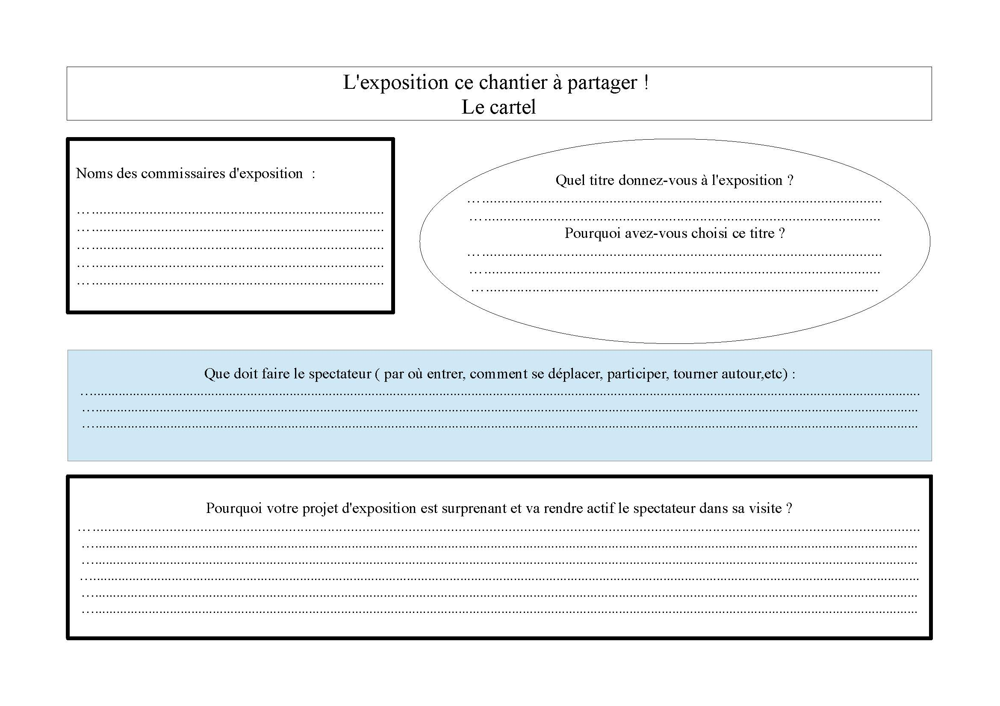 L'exposition ce chantier à partager !
Le cartel
Noms des commissaires d'exposition  :
…...........................................................................
…...........................................................................
…...........................................................................
…...........................................................................
…...........................................................................
Quel titre donnez-vous à l'exposition ?
…......................................................................................................
…..................................................................................................
Pourquoi avez-vous choisi ce titre ?
…......................................................................................................
…..................................................................................................
…..................................................................................................
Que doit faire le spectateur ( par où entrer, comment se déplacer, participer, tourner autour,etc) :
…......................................................................................................
…......................................................................................................
…......................................................................................................
Pourquoi votre projet d'exposition est surprenant et va rendre actif le spectateur dans sa visite ?
…......................................................................................................
…......................................................................................................
…......................................................................................................
…......................................................................................................
…......................................................................................................
…......................................................................................................